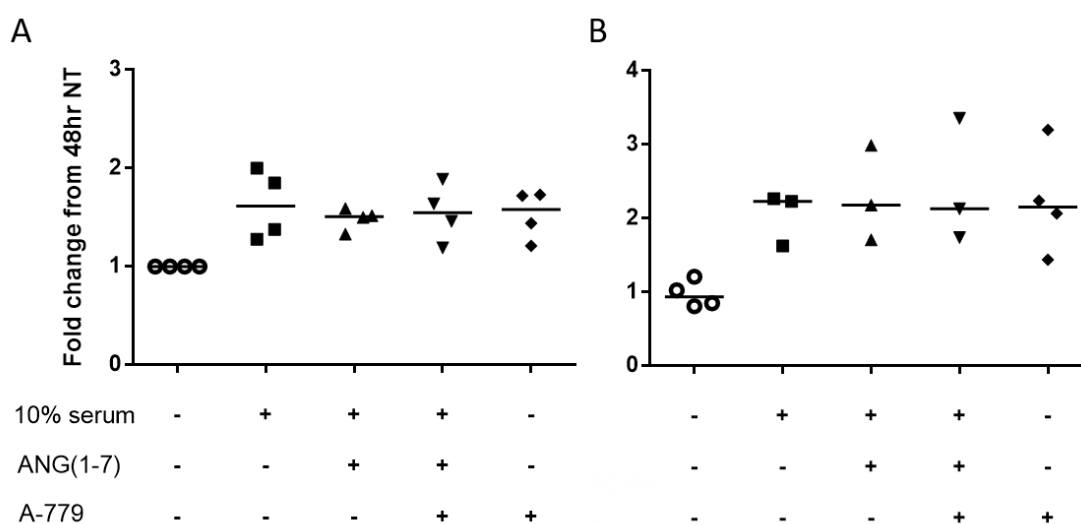 A
B
Fold change from 48hr NT
3
2
1
0
4
3
2
1
0
10% serum - + + + - - + + + -
ANG(1-7) - - + + - - - + + -
A-779 - - - + + - - - + +